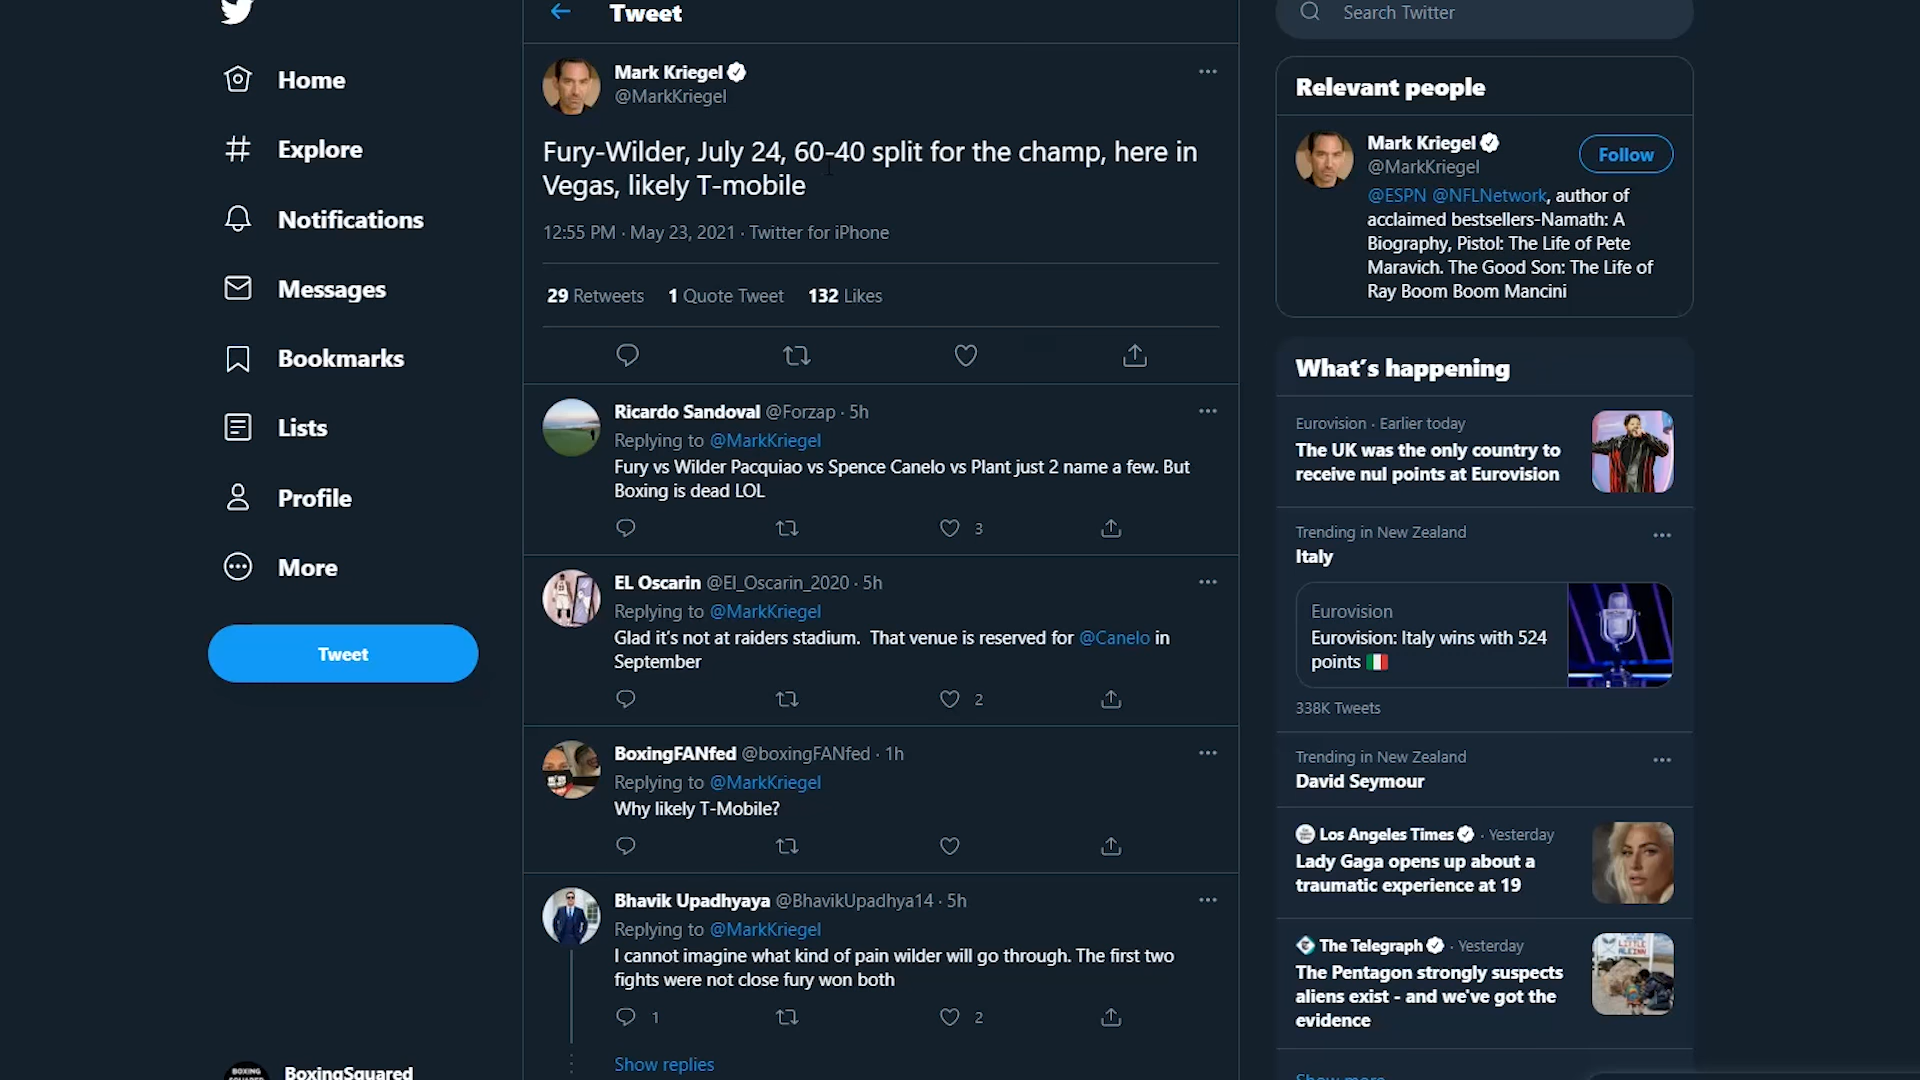 Home
Explore
Notifications
Messages
Bookmarks
Lists
Profile
More
Tweet
BOXING
BoxingSquared
Tweet
Mark Kriegel
@MarkKriegel
Fury-Wilder, July 24, 60-40 split for the champ, here in
Vegas, likely T-mobile
12:55 PM · May 23, 2021 · Twitter for iPhone
29 Retweets 1 Quote Tweet 132 Likes
Ricardo Sandoval @Forzap · 5h
Replying to @MarkKriegel
Fury vs Wilder Pacquiao vs Spence Canelo vs Plant just 2 name a few. But
Boxing is dead LOL
3
EL Oscarin @El_Oscarin_2020 · 5h
Replying to @MarkKriegel
Glad it's not at raiders stadium. That venue is reserved for @Canelo in
September
2
BoxingFANfed @boxingFANfed · 1h
Replying to @MarkKriegel
Why likely T-Mobile?
Bhavik Upadhyaya @BhavikUpadhya14 · 5h
Replying to @MarkKriegel
I cannot imagine what kind of pain wilder will go through. The first two
fights were not close fury won both
1 2
Show replies
Search Twitter
Relevant people
Mark Kriegel
@MarkKriegel
Follow
@ESPN @NFLNetwork, author of
acclaimed bestsellers-Namath: A
Biography, Pistol: The Life of Pete
Maravich. The Good Son: The Life of
Ray Boom Boom Mancini
What's happening
Eurovision · Earlier today
The UK was the only country to
receive nul points at Eurovision
Trending in New Zealand
Italy
Eurovision
Eurovision: Italy wins with 524
points 🇮🇹
338K Tweets
Trending in New Zealand
David Seymour
Los Angeles Times · Yesterday
Lady Gaga opens up about a
traumatic experience at 19
The Telegraph · Yesterday
The Pentagon strongly suspects
aliens exist - and we've got the
evidence
Show more